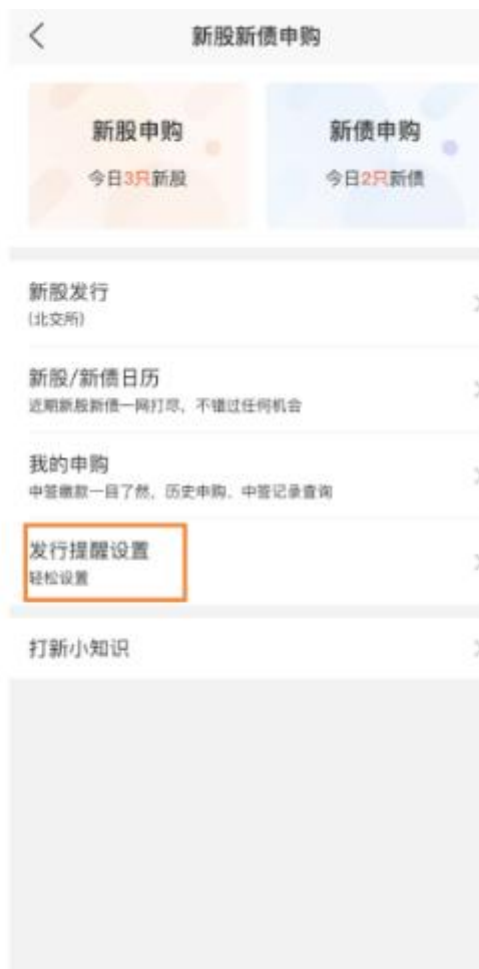 新股新债申购
新股申购
新债申购
今日3只新股
今日2只新债
新股发行
(北交所)
新股/新债日历
近期新股新债一网打尽，不错过任何机会
我的申购
中签缴款一目了然，历史申购、中签记录查询
发行提醒设置
轻松设置
打新小知识